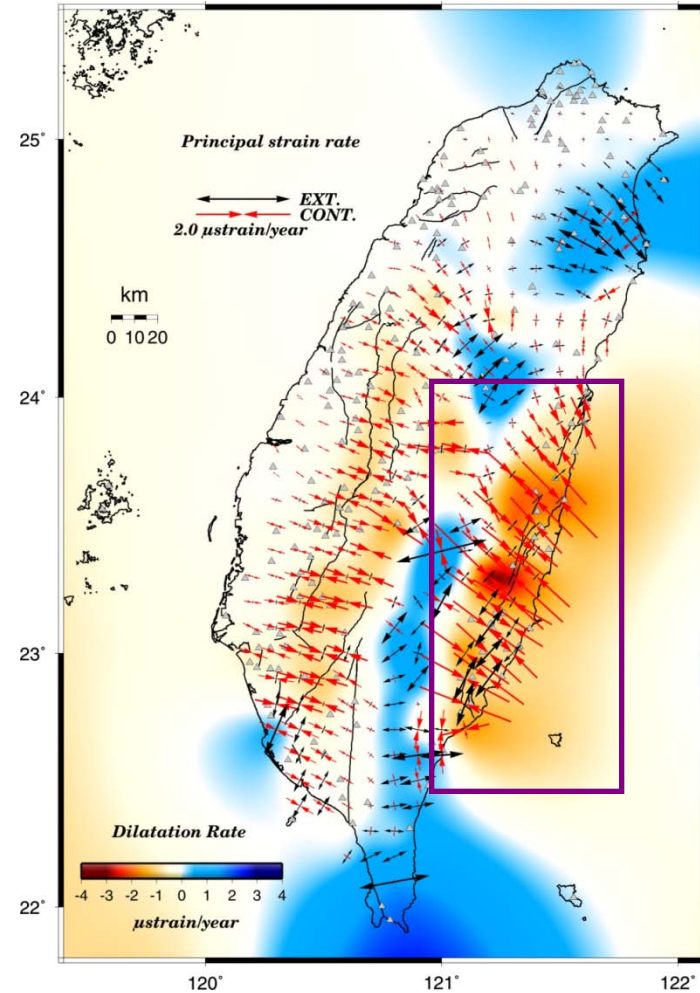 25°
Principal strain rate
EXT.
CONT.
2.0 μstrain/year
km
0 10 20
24°
23°
Dilatation Rate
-4 -3 -2 -1 0 1 2 3 4
μstrain/year
22°
120° 121° 122°